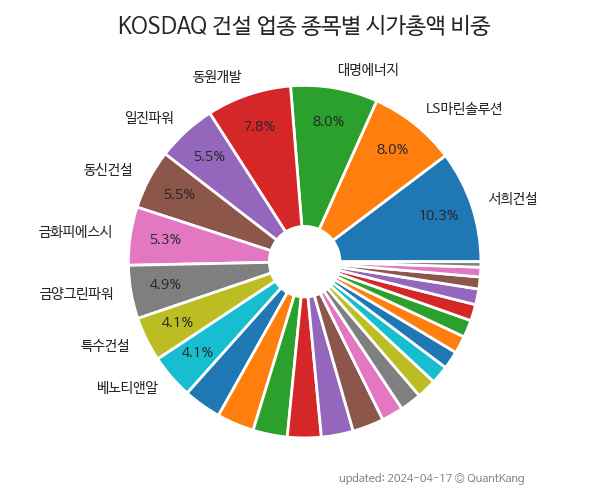 KOSDAQ 건설 업종 종목별 시가총액 비중
서희건설
10.3%
LS마린솔루션
8.0%
대명에너지
8.0%
동원개발
7.8%
일진파워
5.5%
동신건설
5.5%
금화피에스시
5.3%
금양그린파워
4.9%
특수건설
4.1%
베노티앤알
4.1%
updated: 2024-04-17 © QuantKang